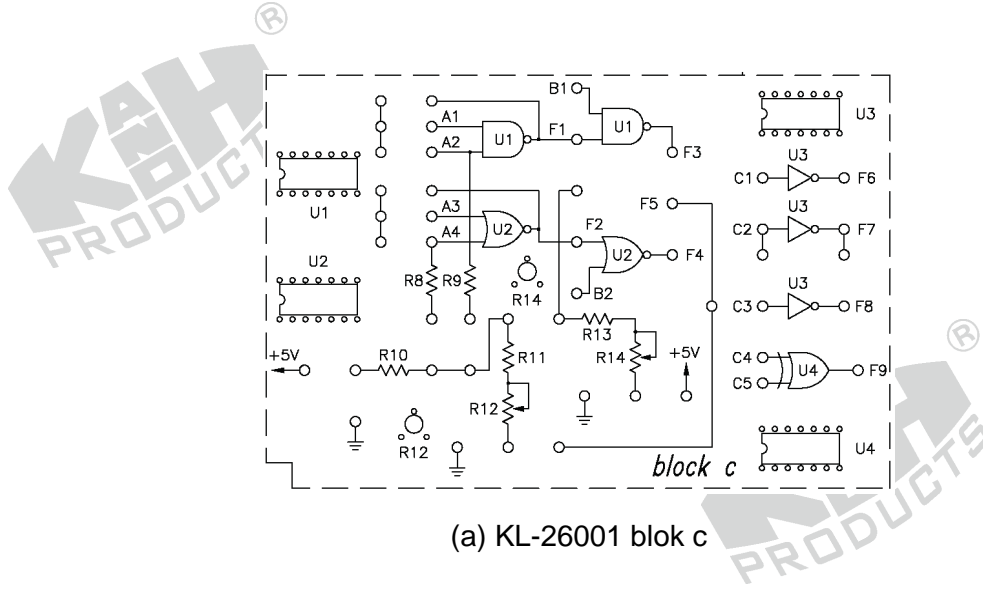 ®
K&H
PRODUCTS
B1
A1
A2
F1
U1
U1
F3
U3
U3
C1
F6
U1
A3
A4
U2
F2
F5
U2
F4
U3
C2
F7
U2
R8
R9
R14
B2
U3
C3
F8
+5V
R10
R11
R13
R14
+5V
C4
C5
U4
F9
R12
R12
U4
block c
®
K&H
PRODUCTS
(a) KL-26001 blok c